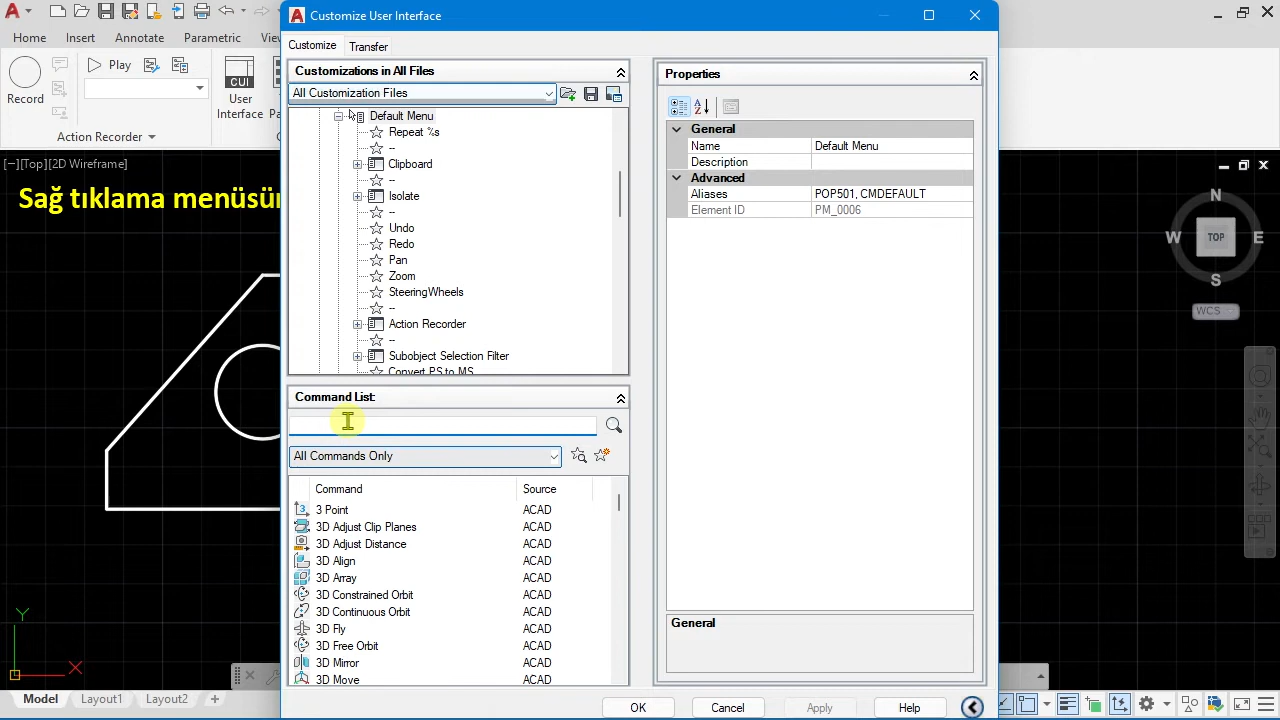 Customize User Interface
Home
Insert
Annotate
Parametric
Record
Play
CUI
User
Interface
Action Recorder
[−][Top][2D Wireframe]
Sağ tıklama menüsü
Customize
Transfer
Customizations in All Files
All Customization Files
Default Menu
Repeat %s
--
Clipboard
--
Isolate
--
Undo
Redo
Pan
Zoom
SteeringWheels
--
Action Recorder
--
Subobject Selection Filter
Convert PS to MS
Command List:
All Commands Only
Command Source
3 Point ACAD
3D Adjust Clip Planes ACAD
3D Adjust Distance ACAD
3D Align ACAD
3D Array ACAD
3D Constrained Orbit ACAD
3D Continuous Orbit ACAD
3D Fly ACAD
3D Free Orbit ACAD
3D Mirror ACAD
3D Move ACAD
Properties
General
Name Default Menu
Description
Advanced
Aliases POP501, CMDEFAULT
Element ID PM_0006
General
OK
Cancel
Apply
Help
N
W
TOP
E
S
WCS
Y
X
Model
Layout1
Layout2